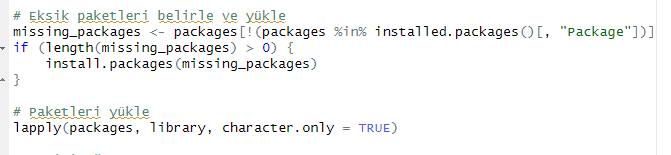 # Eksik paketleri belirle ve yükle
missing_packages <- packages[!(packages %in% installed.packages()[, "Package"])]
if (length(missing_packages) > 0) {
    install.packages(missing_packages)
}
# Paketleri yükle
lapply(packages, library, character.only = TRUE)